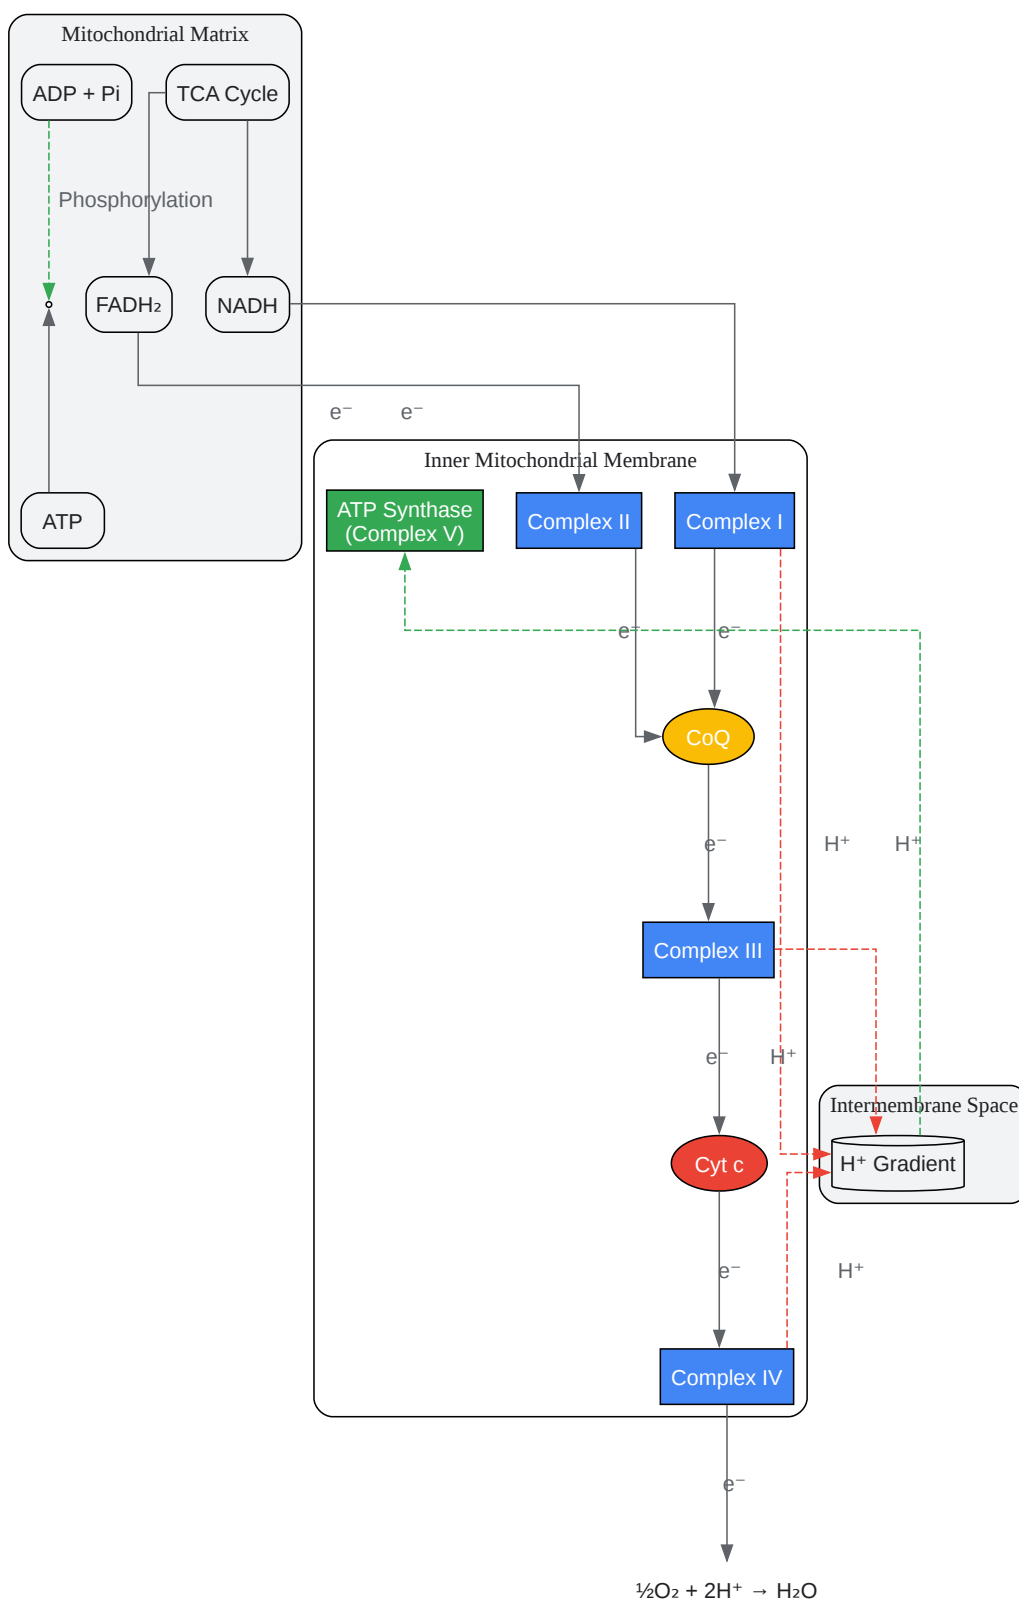 Mitochondrial Matrix
ADP + Pi
TCA Cycle
Phosphorylation
FADH₂
NADH
e⁻
e⁻
Inner Mitochondrial Membrane
ATP Synthase
(Complex V)
Complex II
Complex I
ATP
e⁻
e⁻
CoQ
e⁻
H⁺
H⁺
Complex III
e⁻
H⁺
Intermembrane Space
Cyt c
H⁺ Gradient
e⁻
H⁺
Complex IV
e⁻
½O₂ + 2H⁺ → H₂O